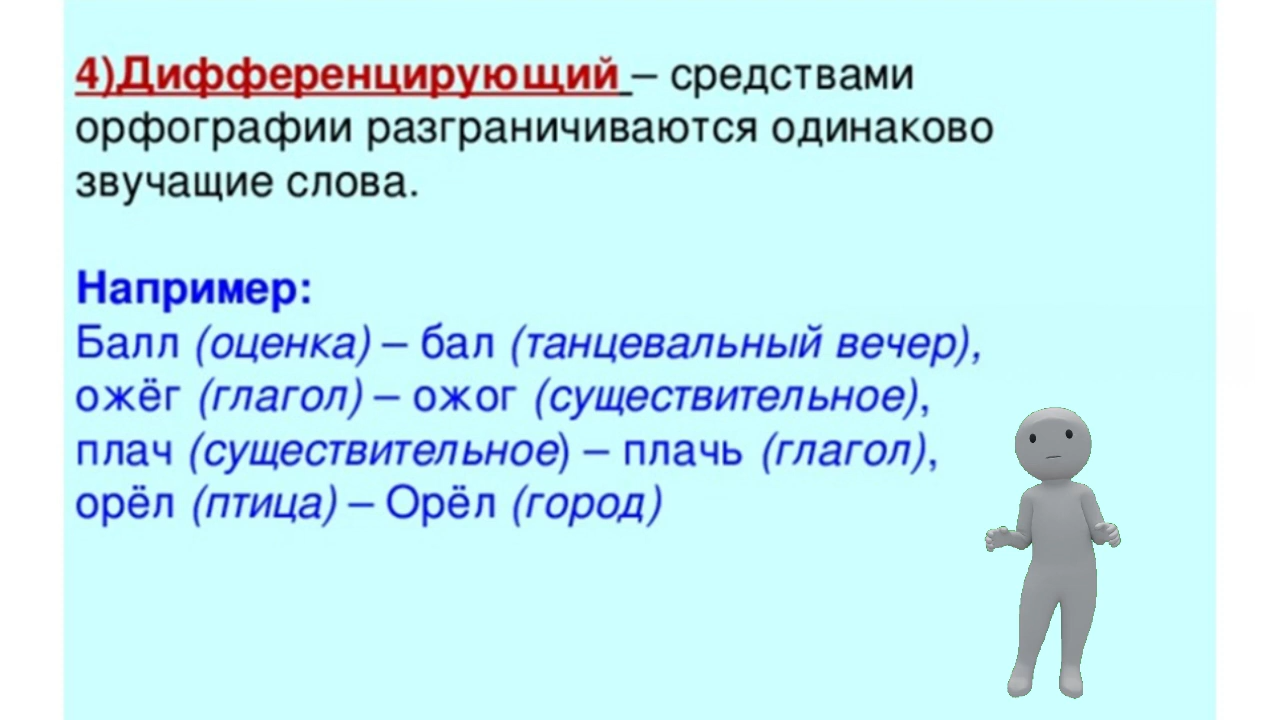 4)Дифференцирующий – средствами
орфографии разграничиваются одинаково
звучащие слова.
Например:
Балл (оценка) – бал (танцевальный вечер),
ожёг (глагол) – ожог (существительное),
плач (существительное) – плачь (глагол),
орёл (птица) – Орёл (город)